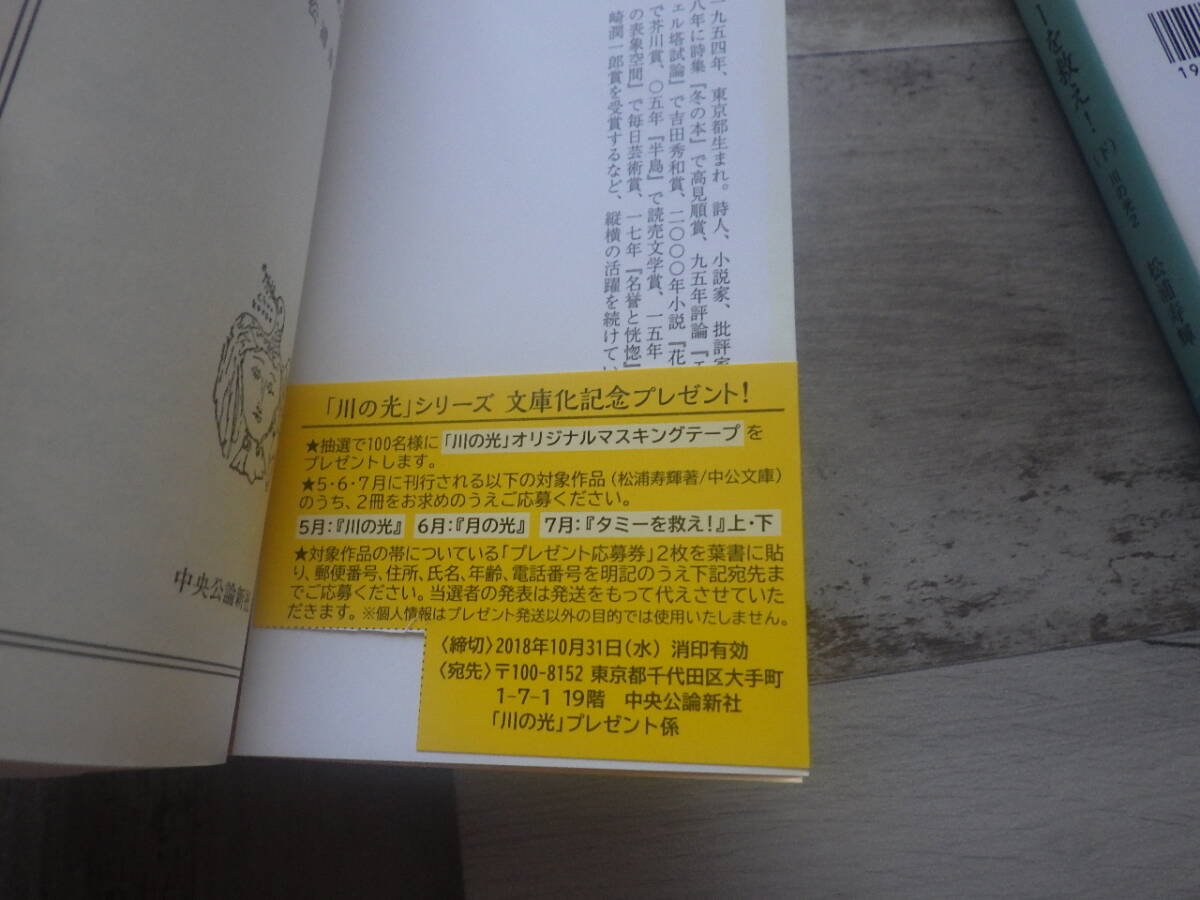 一九五四年、東京都生まれ。詩人、小説家、批評家
八年に詩集『冬の本』で高見順賞、九五年評論『エ
ェル塔試論』で吉田秀和賞、二〇〇〇年小説『花
で芥川賞、〇五年『半島』で読売文学賞、一五年
の表象空間』で毎日芸術賞、一七年『名誉と恍惚』
崎潤一郎賞を受賞するなど、縦横の活躍を続けてい
「川の光」シリーズ 文庫化記念プレゼント!
★抽選で100名様に「川の光」オリジナルマスキングテープを
プレゼントします。
★5・6・7月に刊行される以下の対象作品(松浦寿輝著/中公文庫)
のうち、2冊をお求めのうえご応募ください。
5月:『川の光』 6月:『月の光』 7月:『タミーを救え!』上・下
★対象作品の帯についている「プレゼント応募券」2枚を葉書に貼
り、郵便番号、住所、氏名、年齢、電話番号を明記のうえ下記宛先ま
でご応募ください。当選者の発表は発送をもって代えさせていた
だきます。※個人情報はプレゼント発送以外の目的では使用いたしません。
〈締切〉2018年10月31日(水) 消印有効
〈宛先〉〒100-8152 東京都千代田区大手町
1-7-1 19階 中央公論新社
「川の光」プレゼント係
中央公論新社
ーを救え!(下) 川の光2 松浦寿輝
19